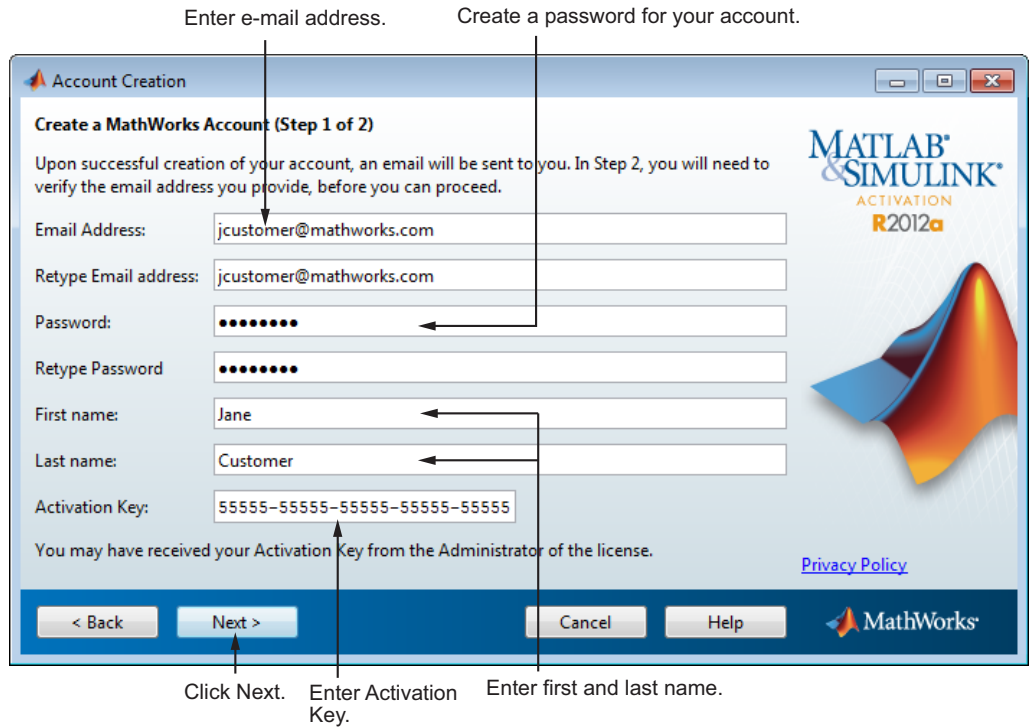 Enter e-mail address.
Create a password for your account.
Account Creation
Create a MathWorks Account (Step 1 of 2)
Upon successful creation of your account, an email will be sent to you. In Step 2, you will need to
verify the email address you provide, before you can proceed.
MATLAB®
&SIMULINK®
ACTIVATION
R2012a
Email Address: jcustomer@mathworks.com
Retype Email address: jcustomer@mathworks.com
Password: ●●●●●●●●
Retype Password ●●●●●●●●
First name: Jane
Last name: Customer
Activation Key: 55555-55555-55555-55555-55555
You may have received your Activation Key from the Administrator of the license.
Privacy Policy
< Back
Next >
Cancel
Help
MathWorks®
Click Next.
Enter Activation
Key.
Enter first and last name.